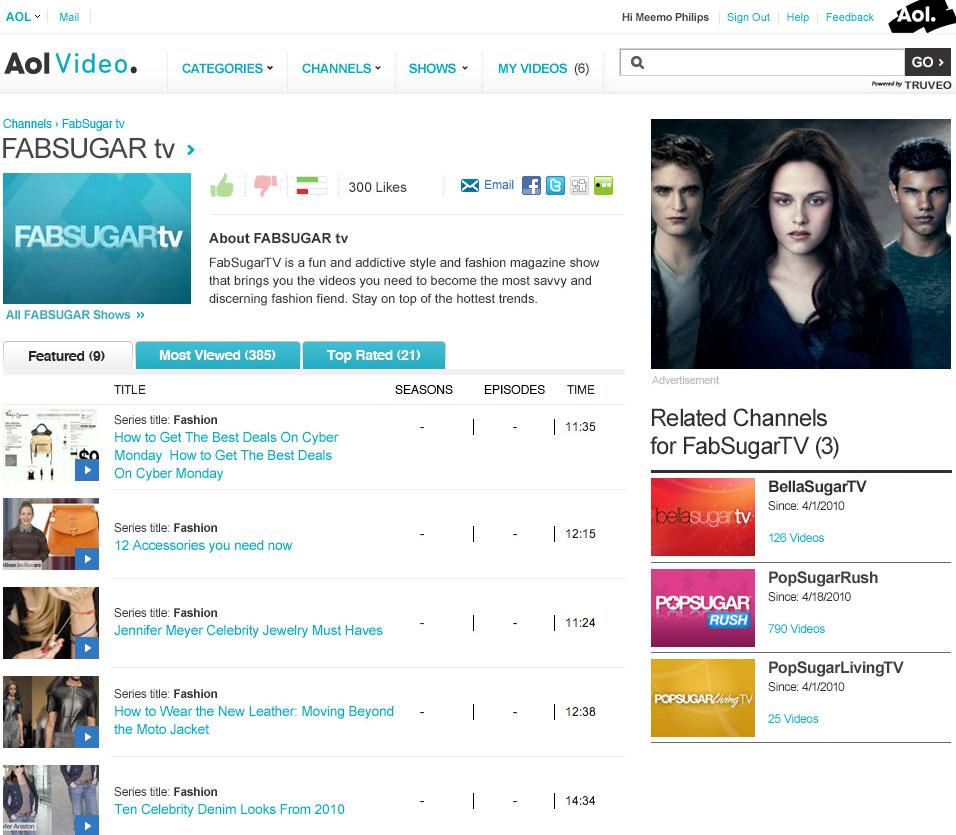 AOL Mail Hi Meemo Philips Sign Out Help Feedback Aol.
Aol Video. CATEGORIES CHANNELS SHOWS MY VIDEOS (6) GO ›
Powered by TRUVEO
Channels › FabSugar tv
FABSUGAR tv ›
FABSUGARtv
All FABSUGAR Shows ››
300 Likes Email
About FABSUGAR tv
FabSugarTV is a fun and addictive style and fashion magazine show
that brings you the videos you need to become the most savvy and
discerning fashion fiend. Stay on top of the hottest trends.
Featured (9) Most Viewed (385) Top Rated (21)
TITLE SEASONS EPISODES TIME
Series title: Fashion
How to Get The Best Deals On Cyber
Monday How to Get The Best Deals
On Cyber Monday
- - 11:35
Series title: Fashion
12 Accessories you need now
- - 12:15
Series title: Fashion
Jennifer Meyer Celebrity Jewelry Must Haves
- - 11:24
Series title: Fashion
How to Wear the New Leather: Moving Beyond
the Moto Jacket
- - 12:38
Series title: Fashion
Ten Celebrity Denim Looks From 2010
- - 14:34
Advertisement
Related Channels
for FabSugarTV (3)
bellasugartv
BellaSugarTV
Since: 4/1/2010
126 Videos
POPSUGAR
RUSH
PopSugarRush
Since: 4/18/2010
790 Videos
POPSUGAR Living TV
PopSugarLivingTV
Since: 4/1/2010
25 Videos